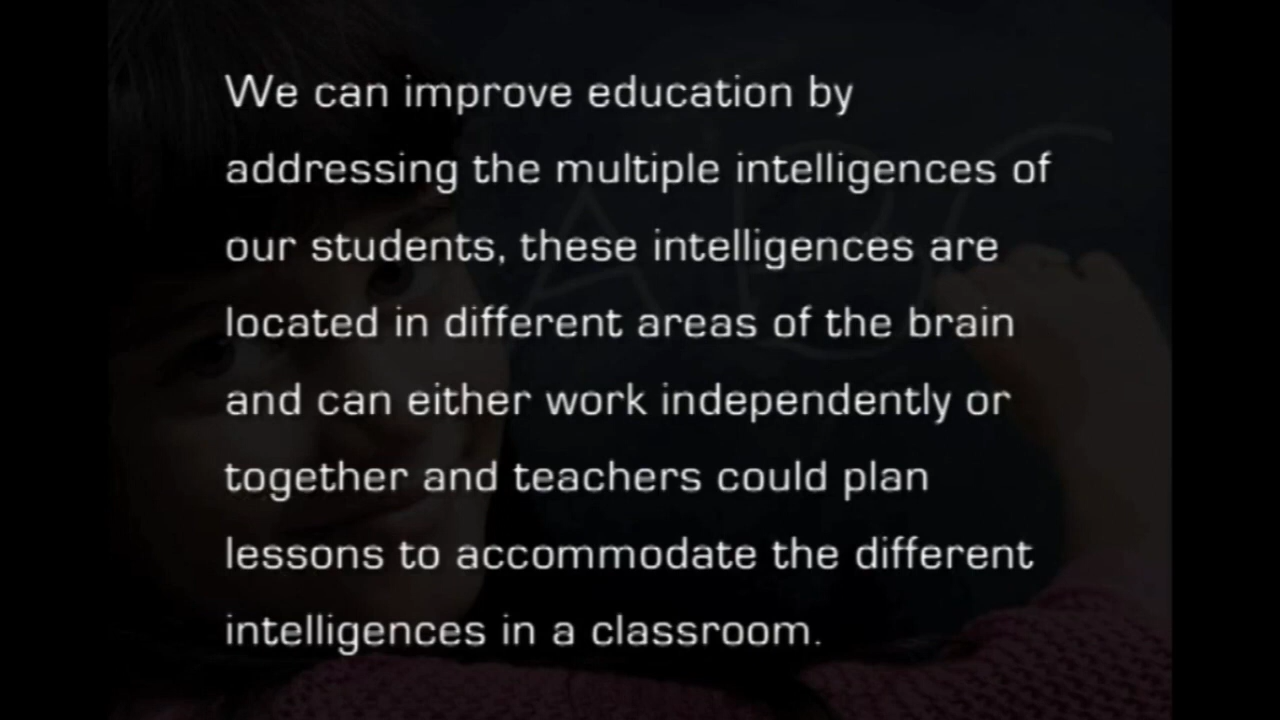 We can improve education by
addressing the multiple intelligences of
our students, these intelligences are
located in different areas of the brain
and can either work independently or
together and teachers could plan
lessons to accommodate the different
intelligences in a classroom.
A B C